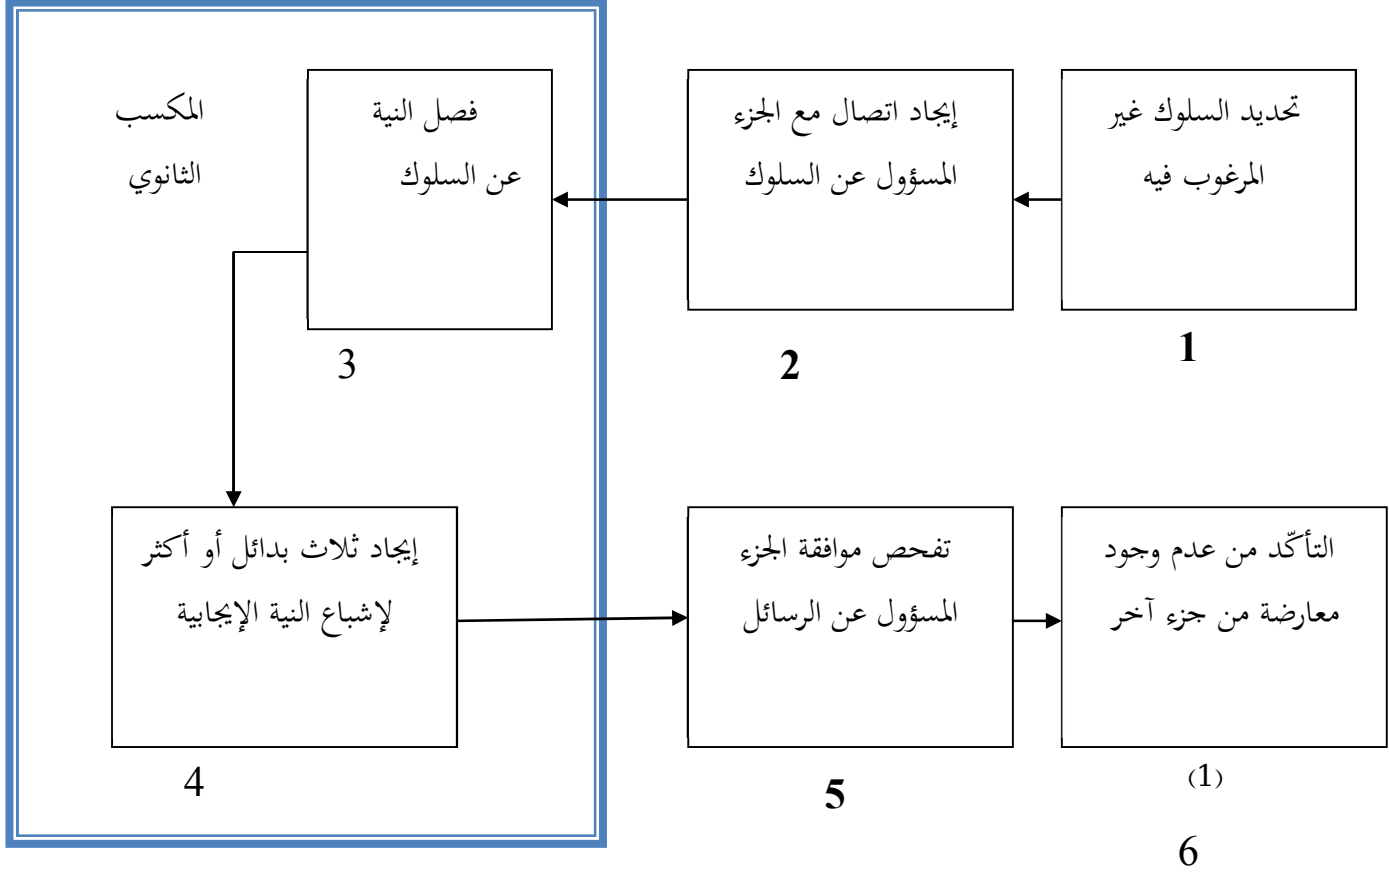 تحديد السلوك غير
المرغوب فيه
1
إيجاد اتصال مع الجزء
المسؤول عن السلوك
2
فصل النية
عن السلوك
3
المكسب
الثانوي
إيجاد ثلاث بدائل أو أكثر
لإشباع النية الإيجابية
4
تفحص موافقة الجزء
المسؤول عن الرسائل
5
التأكّد من عدم وجود
معارضة من جزء آخر
(1)
6